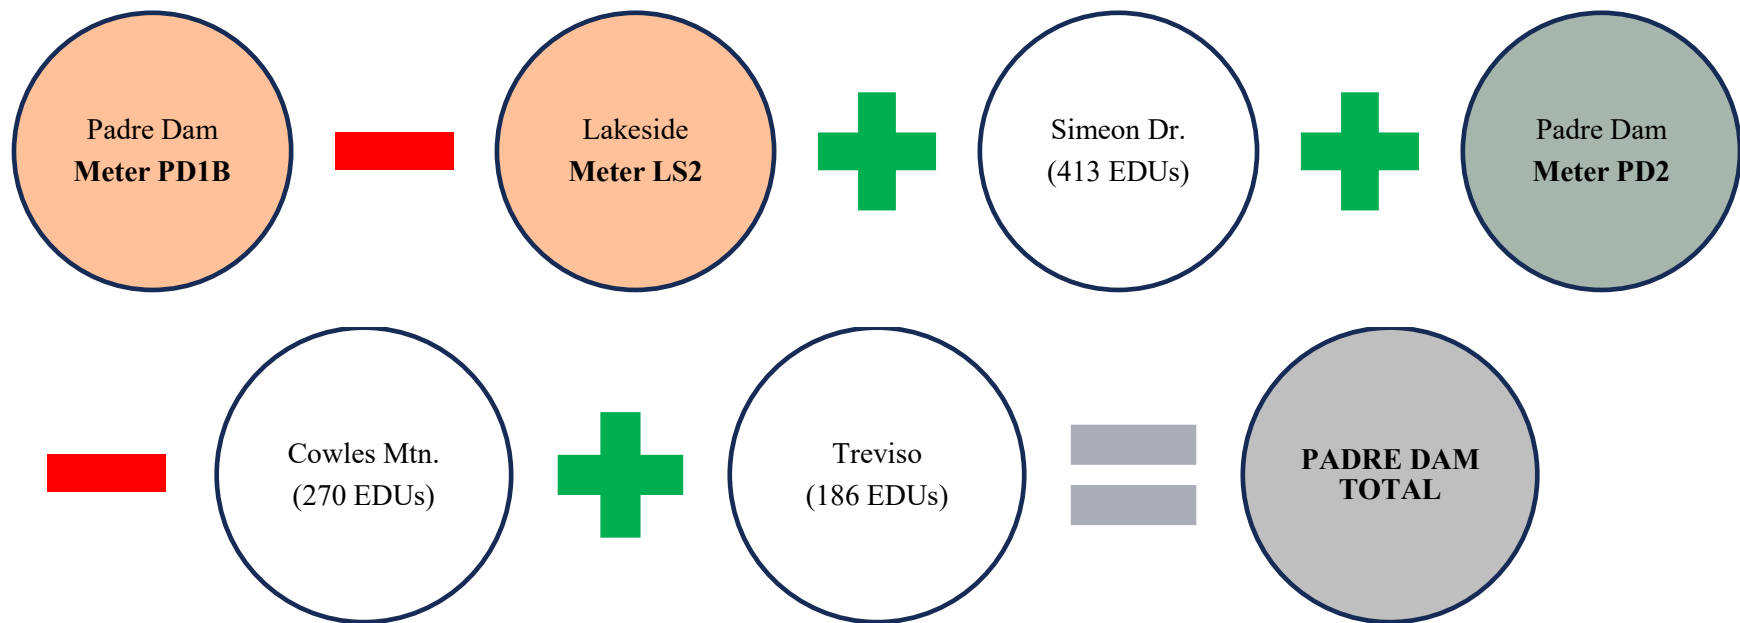 Padre Dam
Meter PD1B
Lakeside
Meter LS2
Simeon Dr.
(413 EDUs)
Padre Dam
Meter PD2
Cowles Mtn.
(270 EDUs)
Treviso
(186 EDUs)
PADRE DAM
TOTAL